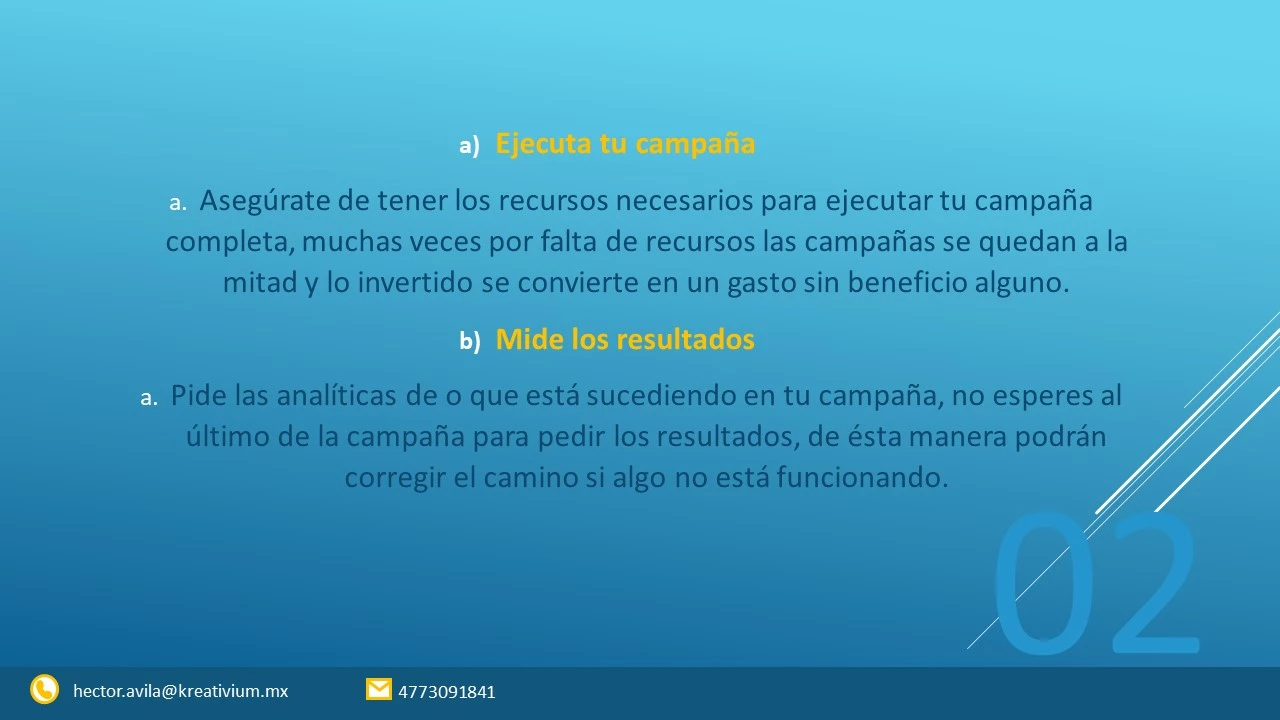 a) Ejecuta tu campaña
a. Asegúrate de tener los recursos necesarios para ejecutar tu campaña
completa, muchas veces por falta de recursos las campañas se quedan a la
mitad y lo invertido se convierte en un gasto sin beneficio alguno.
b) Mide los resultados
a. Pide las analíticas de o que está sucediendo en tu campaña, no esperes al
último de la campaña para pedir los resultados, de ésta manera podrán
corregir el camino si algo no está funcionando.
02
hector.avila@kreativium.mx
4773091841